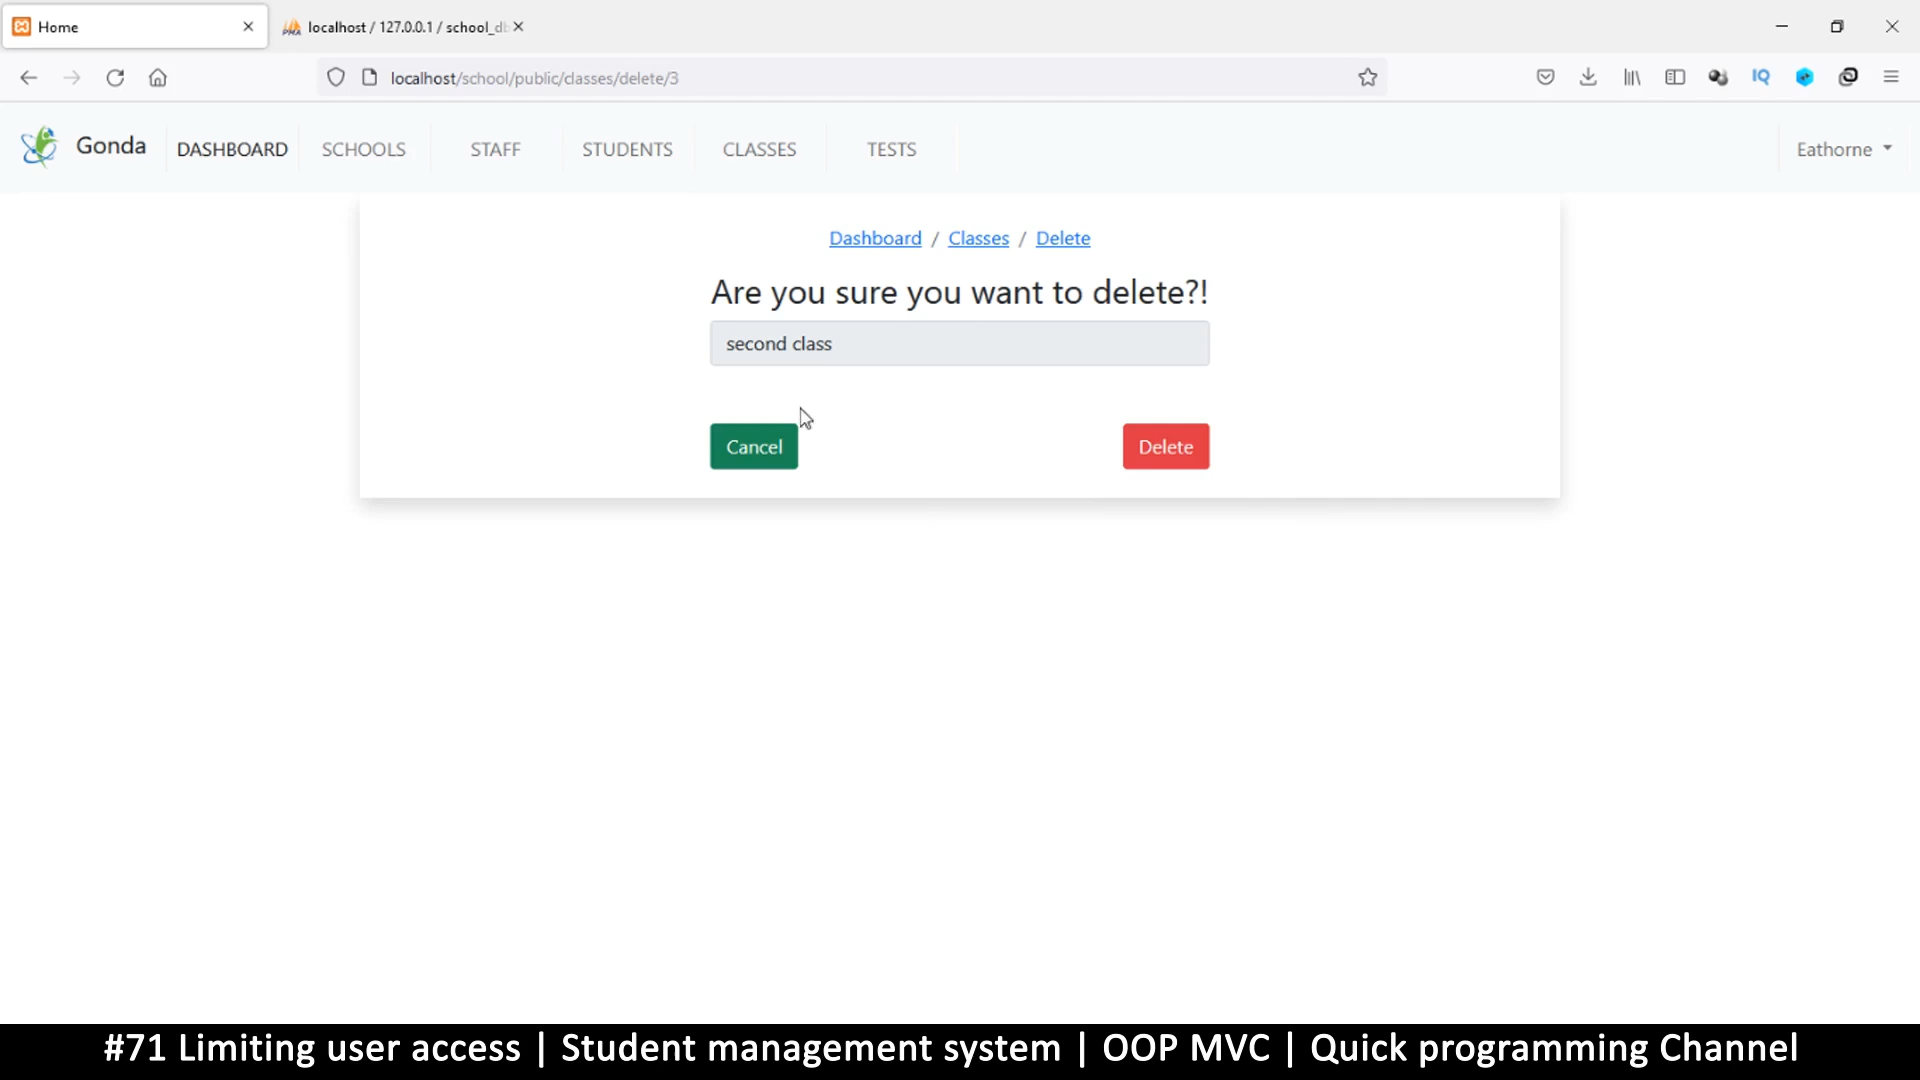 Home
localhost / 127.0.0.1 / school_db
localhost/school/public/classes/delete/3
IQ
Gonda
DASHBOARD
SCHOOLS
STAFF
STUDENTS
CLASSES
TESTS
Eathorne
Dashboard / Classes / Delete
Are you sure you want to delete?!
second class
Cancel
Delete
#71 Limiting user access | Student management system | OOP MVC | Quick programming Channel